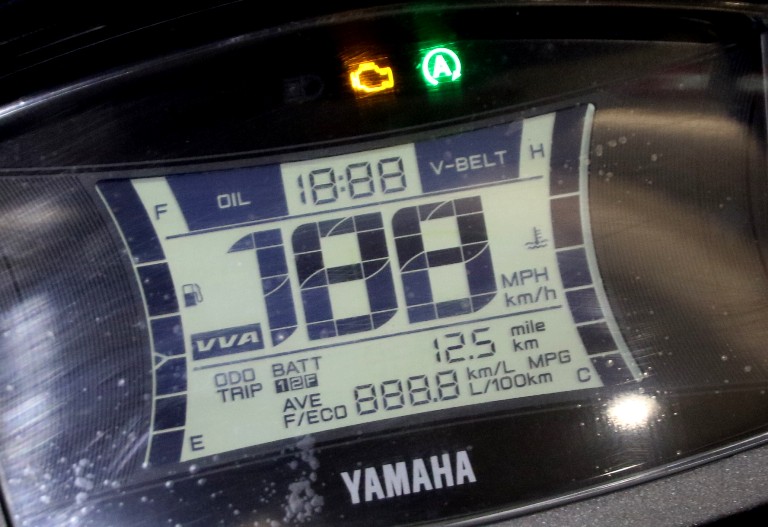 A
F OIL 18:88 V-BELT H
188 MPH
km/h
VVA
12.5 mile
km
ODO BATT
TRIP 12F
AVE 888.8 km/L MPG
F/ECO L/100km C
E
YAMAHA